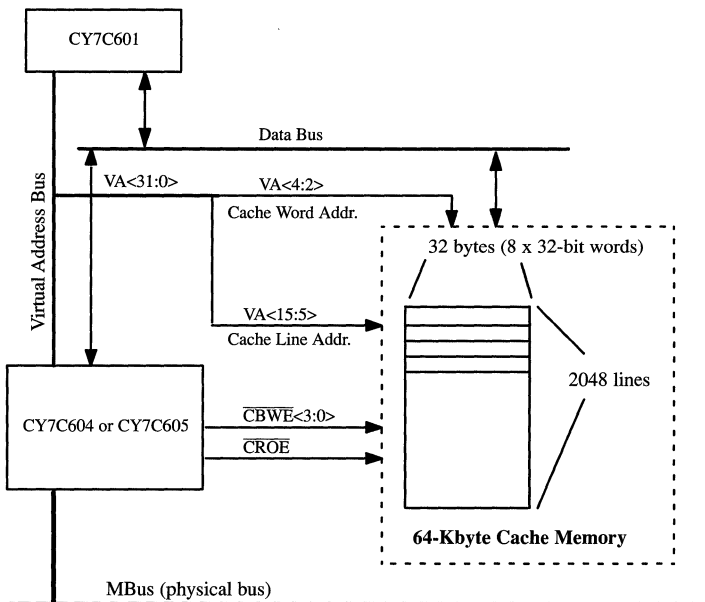 CY7C601
Data Bus
VA<31:0>
VA<4:2>
Cache Word Addr.
Virtual Address Bus
32 bytes (8 x 32-bit words)
VA<15:5>
Cache Line Addr.
2048 lines
CY7C604 or CY7C605
C̅B̅W̅E̅<3:0>
C̅R̅O̅E̅
64-Kbyte Cache Memory
MBus (physical bus)